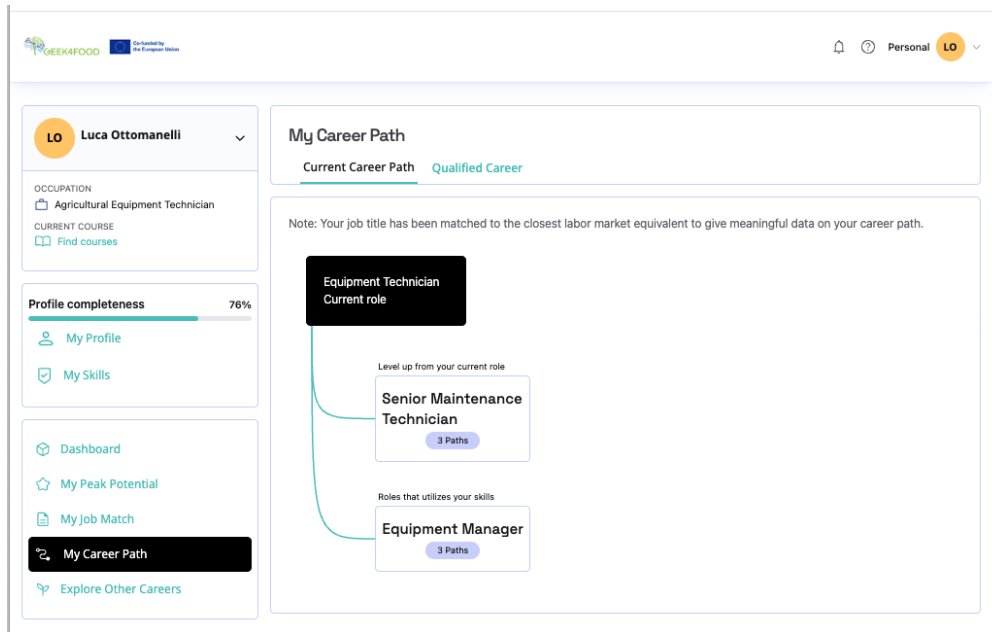 GEEK4FOOD
Co-funded by
the European Union
Personal
LO
LO
Luca Ottomanelli
OCCUPATION
Agricultural Equipment Technician
CURRENT COURSE
Find courses
Profile completeness 76%
My Profile
My Skills
Dashboard
My Peak Potential
My Job Match
My Career Path
Explore Other Careers
My Career Path
Current Career Path Qualified Career
Note: Your job title has been matched to the closest labor market equivalent to give meaningful data on your career path.
Equipment Technician
Current role
Level up from your current role
Senior Maintenance
Technician
3 Paths
Roles that utilizes your skills
Equipment Manager
3 Paths